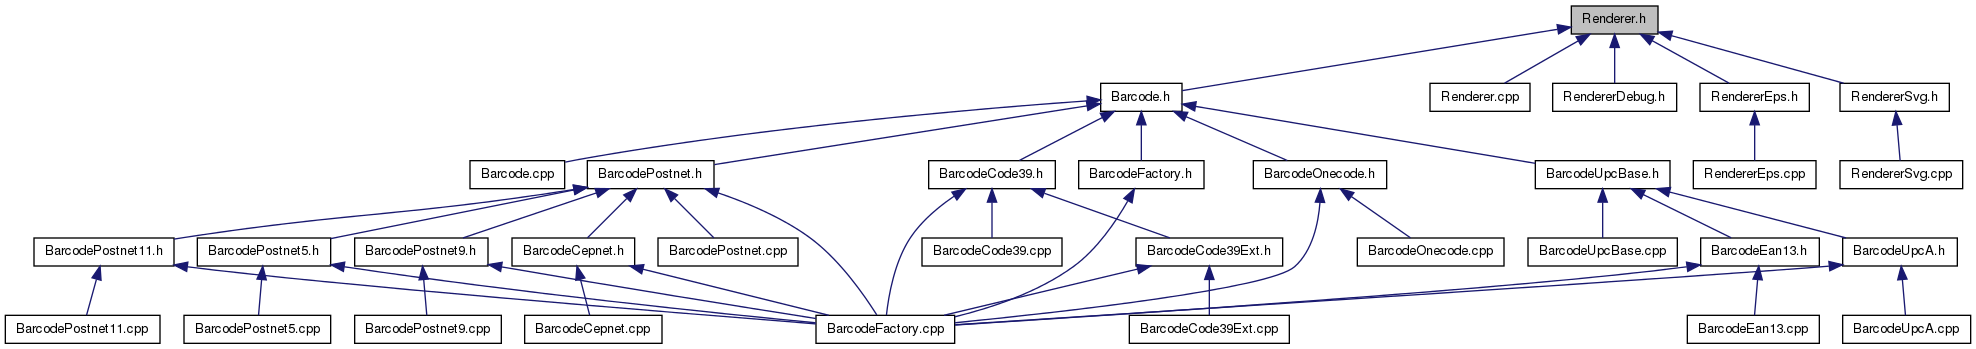 Renderer.h
Barcode.h
Renderer.cpp
RendererDebug.h
RendererEps.h
RendererSvg.h
Barcode.cpp
BarcodePostnet.h
BarcodeCode39.h
BarcodeFactory.h
BarcodeOnecode.h
BarcodeUpcBase.h
RendererEps.cpp
RendererSvg.cpp
BarcodePostnet11.h
BarcodePostnet5.h
BarcodePostnet9.h
BarcodeCepnet.h
BarcodePostnet.cpp
BarcodeCode39.cpp
BarcodeCode39Ext.h
BarcodeOnecode.cpp
BarcodeUpcBase.cpp
BarcodeEan13.h
BarcodeUpcA.h
BarcodePostnet11.cpp
BarcodePostnet5.cpp
BarcodePostnet9.cpp
BarcodeCepnet.cpp
BarcodeFactory.cpp
BarcodeCode39Ext.cpp
BarcodeEan13.cpp
BarcodeUpcA.cpp